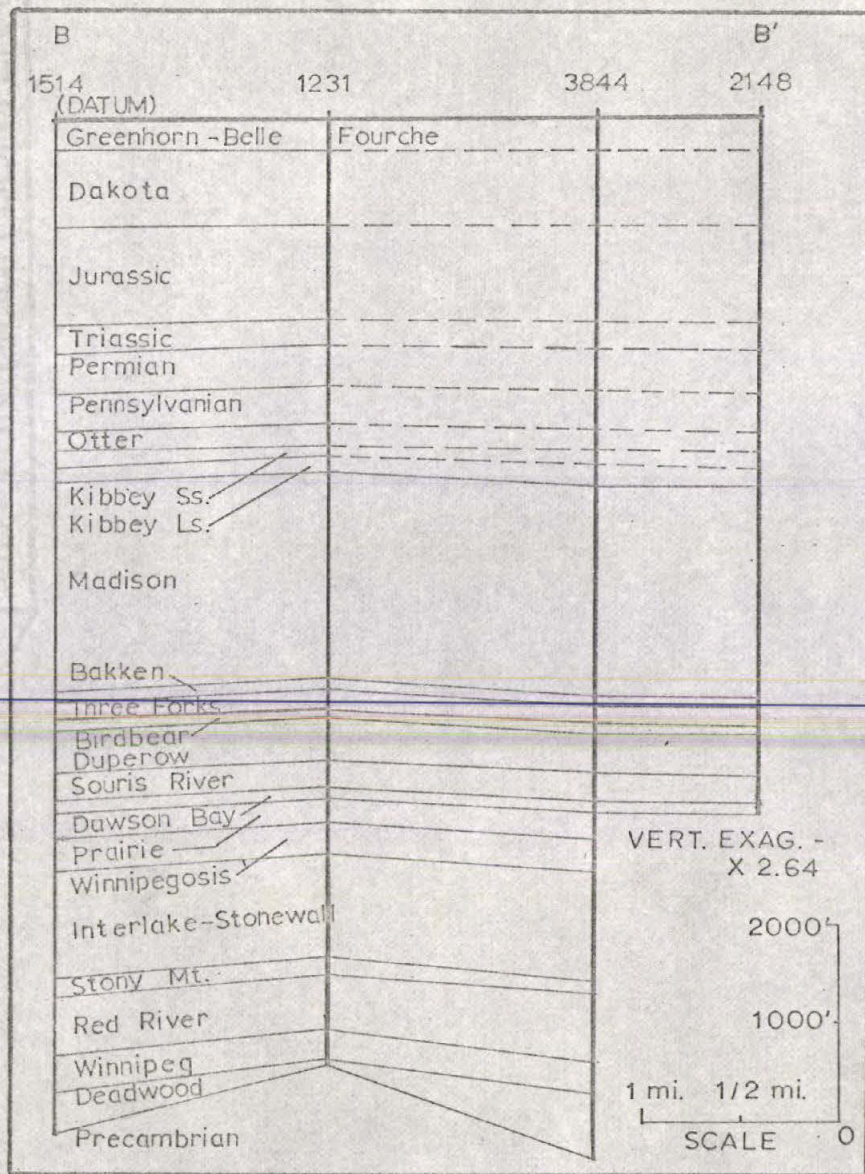 B B'
1514 1231 3844 2148
(DATUM)
Greenhorn-Belle Fourche
Dakota
Jurassic
Triassic
Permian
Pennsylvanian
Otter
Kibbey Ss.
Kibbey Ls.
Madison
Bakken
Three Forks
Birdbear
Duperow
Souris River
Dawson Bay
Prairie
Winnipegosis
Interlake-Stonewall
Stony Mt.
Red River
Winnipeg
Deadwood
Precambrian
VERT. EXAG. -
X 2.64
2000'
1000'
1 mi. 1/2 mi.
SCALE 0